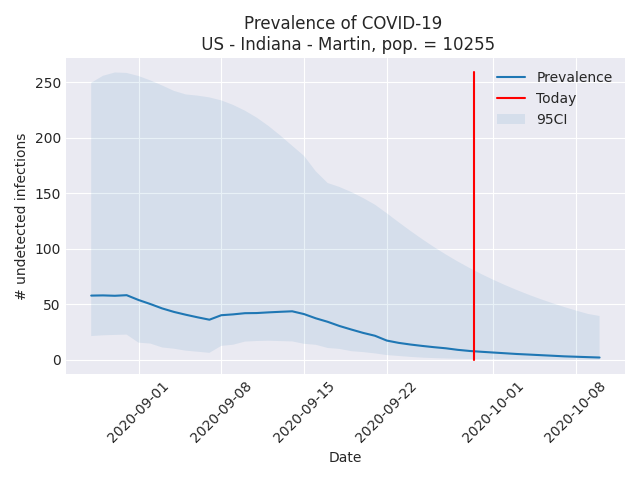 Prevalence of COVID-19
US - Indiana - Martin, pop. = 10255
Prevalence
Today
95CI
250
200
150
100
50
0
# undetected infections
2020-09-01
2020-09-08
2020-09-15
2020-09-22
2020-10-01
2020-10-08
Date